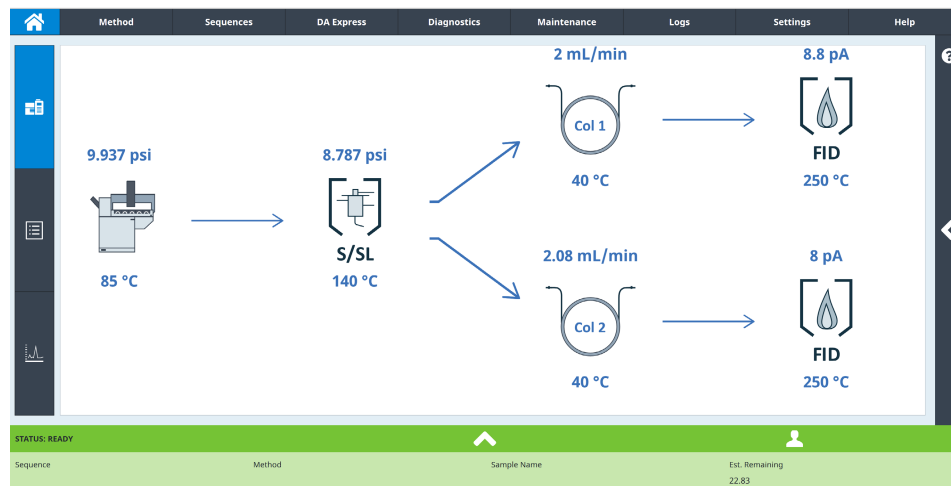 Method Sequences DA Express Diagnostics Maintenance Logs Settings Help
2 mL/min 8.8 pA
Col 1
9.937 psi 8.787 psi
FID
40 °C 250 °C
S/SL
85 °C 140 °C
2.08 mL/min 8 pA
Col 2
FID
40 °C 250 °C
STATUS: READY
Sequence Method Sample Name Est. Remaining
22.83